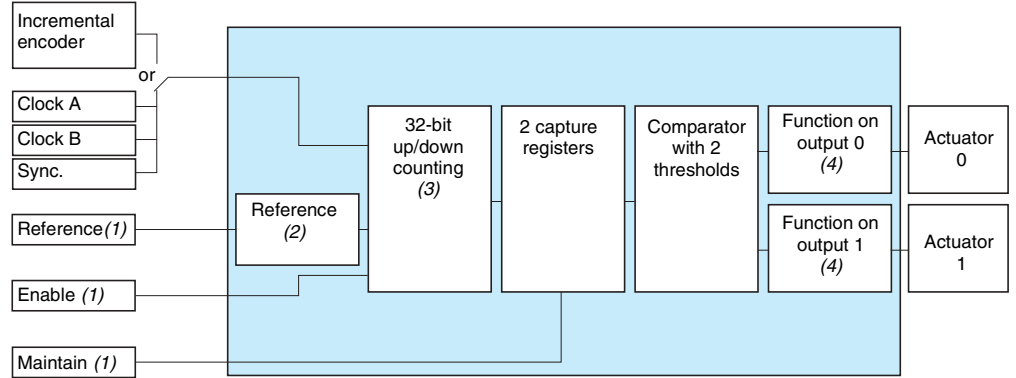 Incremental
encoder
or
Clock A
Clock B
Sync.
Reference(1)
Enable (1)
Maintain (1)
Reference
(2)
32-bit
up/down
counting
(3)
2 capture
registers
Comparator
with 2
thresholds
Function on
output 0
(4)
Function on
output 1
(4)
Actuator
0
Actuator
1